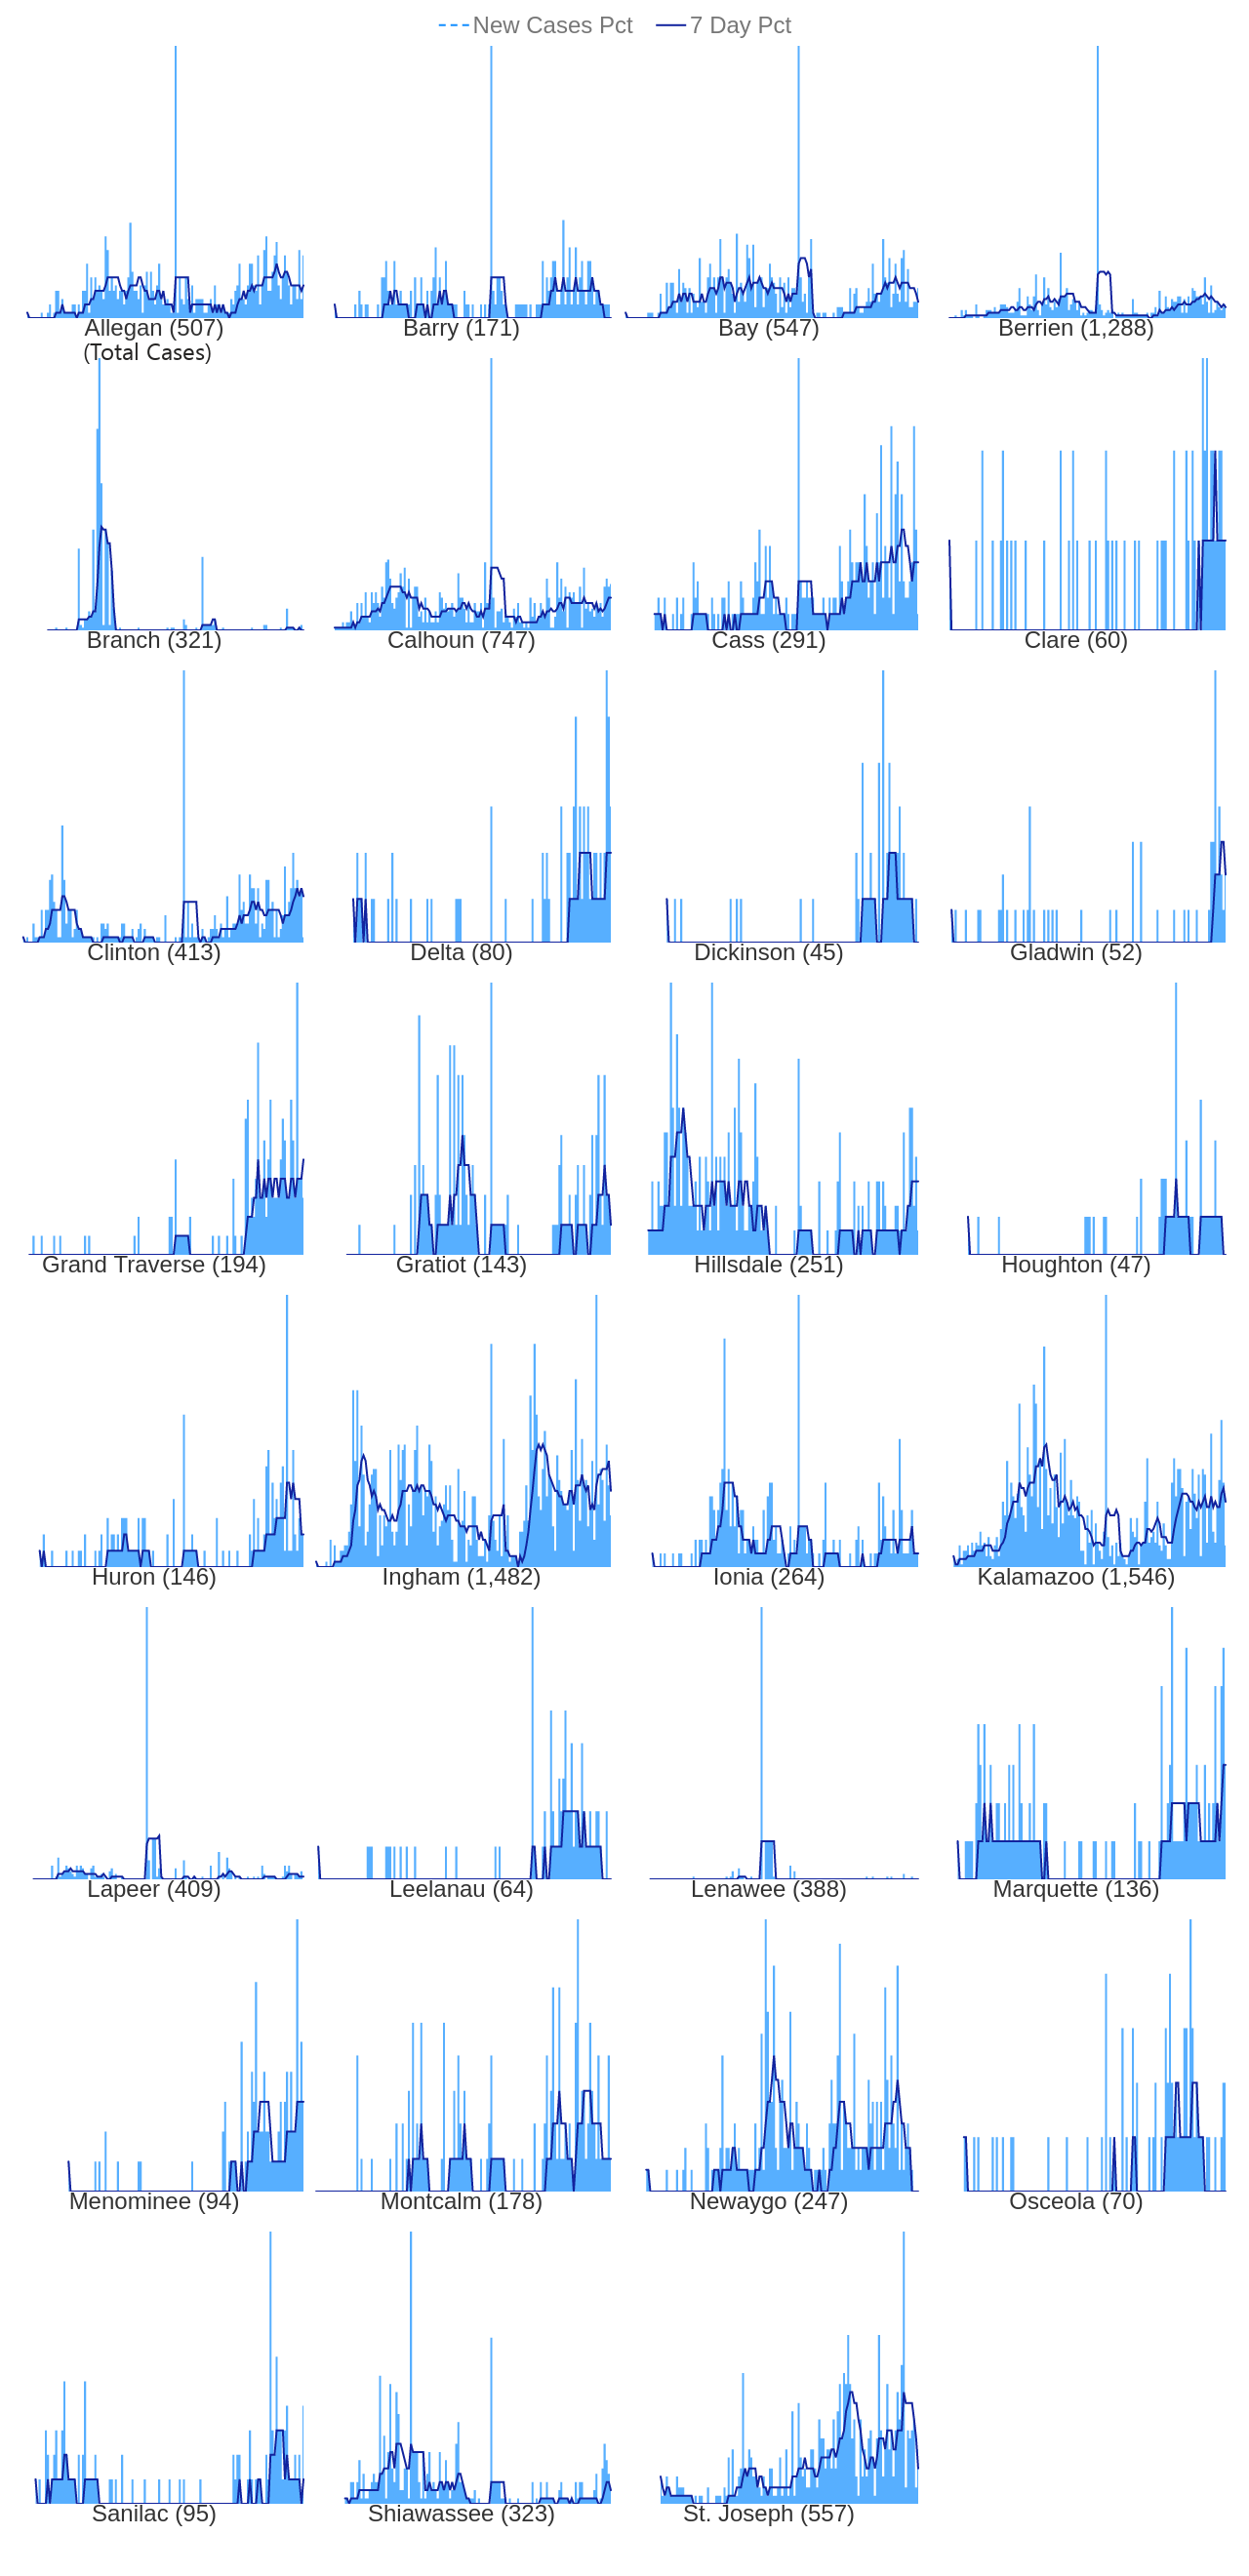 New Cases Pct 7 Day Pct
Allegan (507) Barry (171) Bay (547) Berrien (1,288)
(Total Cases)
Branch (321) Calhoun (747) Cass (291) Clare (60)
Clinton (413) Delta (80) Dickinson (45) Gladwin (52)
Grand Traverse (194) Gratiot (143) Hillsdale (251) Houghton (47)
Huron (146) Ingham (1,482) Ionia (264) Kalamazoo (1,546)
Lapeer (409) Leelanau (64) Lenawee (388) Marquette (136)
Menominee (94) Montcalm (178) Newaygo (247) Osceola (70)
Sanilac (95) Shiawassee (323) St. Joseph (557)